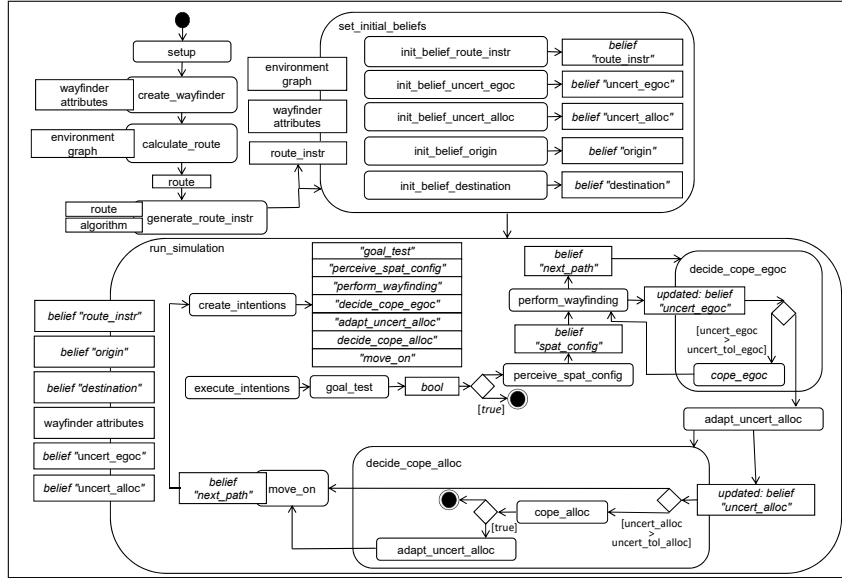 setup
wayfinder
attributes
create_wayfinder
environment
graph
calculate_route
route
route
algorithm
generate_route_instr
set_initial_beliefs
environment
graph
wayfinder
attributes
route_instr
init_belief_route_instr
belief
"route_instr"
init_belief_uncert_egoc
belief "uncert_egoc"
init_belief_uncert_alloc
belief "uncert_alloc"
init_belief_origin
belief "origin"
init_belief_destination
belief "destination"
run_simulation
belief "route_instr"
belief "origin"
belief "destination"
wayfinder attributes
belief "uncert_egoc"
belief "uncert_alloc"
create_intentions
"goal_test"
"perceive_spat_config"
"perform_wayfinding"
"decide_cope_egoc"
"adapt_uncert_alloc"
decide_cope_alloc"
"move_on"
execute_intentions
goal_test
bool
[true]
perceive_spat_config
belief
"spat_config"
perform_wayfinding
belief
"next_path"
decide_cope_egoc
updated: belief
"uncert_egoc"
[uncert_egoc
>
uncert_tol_egoc]
cope_egoc
adapt_uncert_alloc
updated: belief
"uncert_alloc"
decide_cope_alloc
[uncert_alloc
>
uncert_tol_alloc]
cope_alloc
[true]
adapt_uncert_alloc
belief
"next_path"
move_on